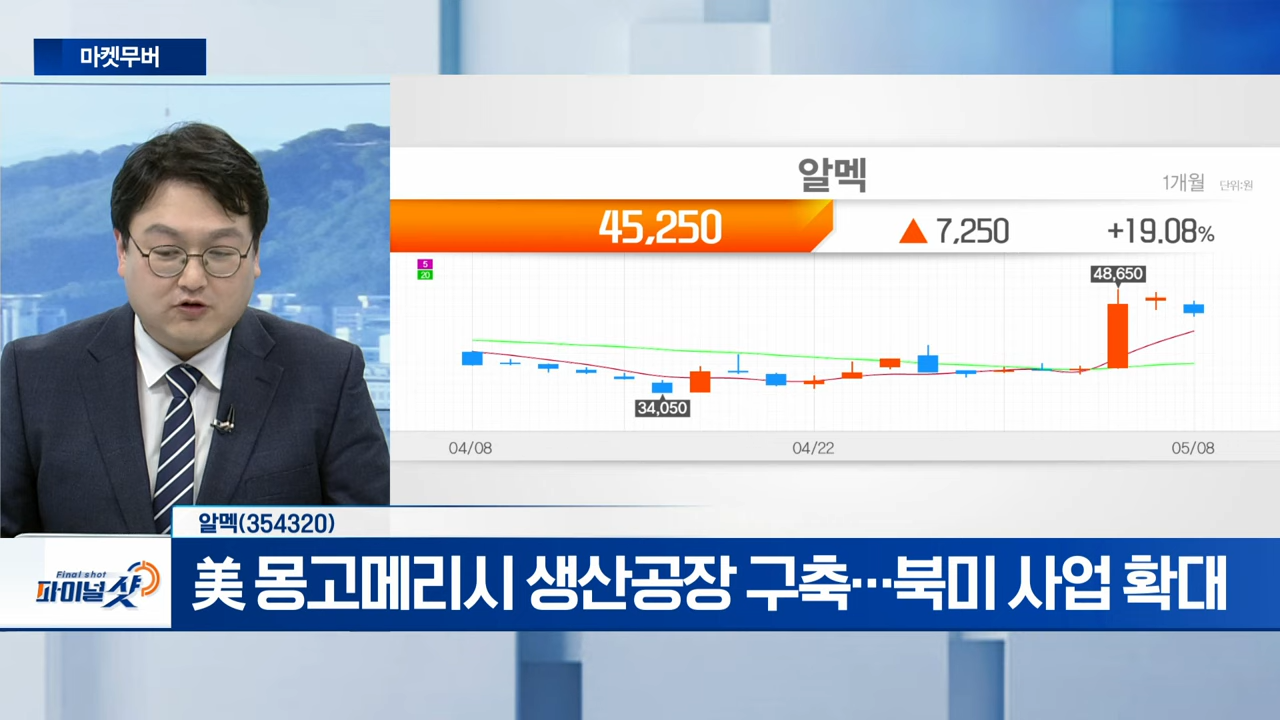 마켓무버
알멕
1개월 단위:원
45,250 ▲ 7,250 +19.08%
5
20
48,650
34,050
04/08 04/22 05/08
알멕(354320)
Final shot
파이널샷
美 몽고메리시 생산공장 구축…북미 사업 확대